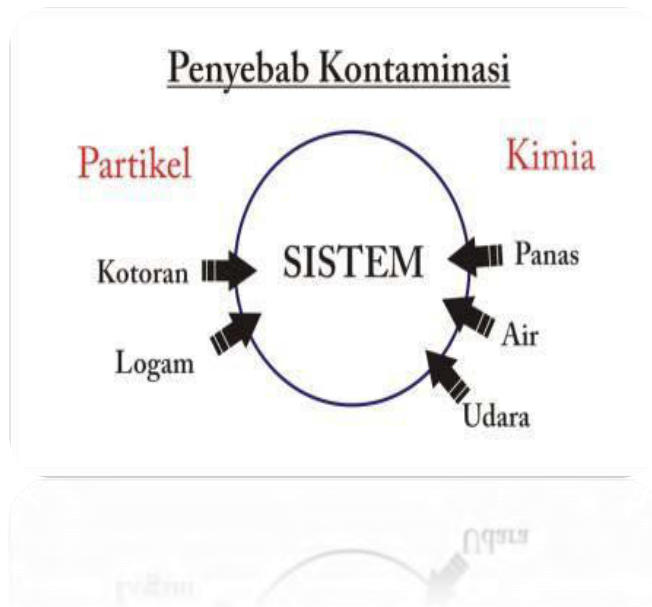 Penyebab Kontaminasi
Partikel
Kimia
SISTEM
Kotoran
Panas
Logam
Air
Udara